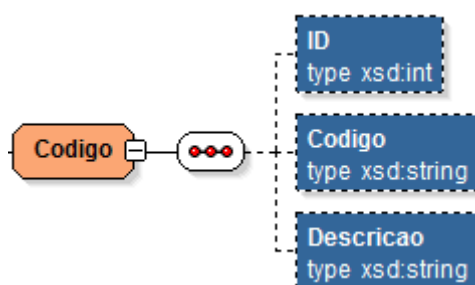 ID
type xsd:int
Codigo
Codigo
type xsd:string
Descricao
type xsd:string